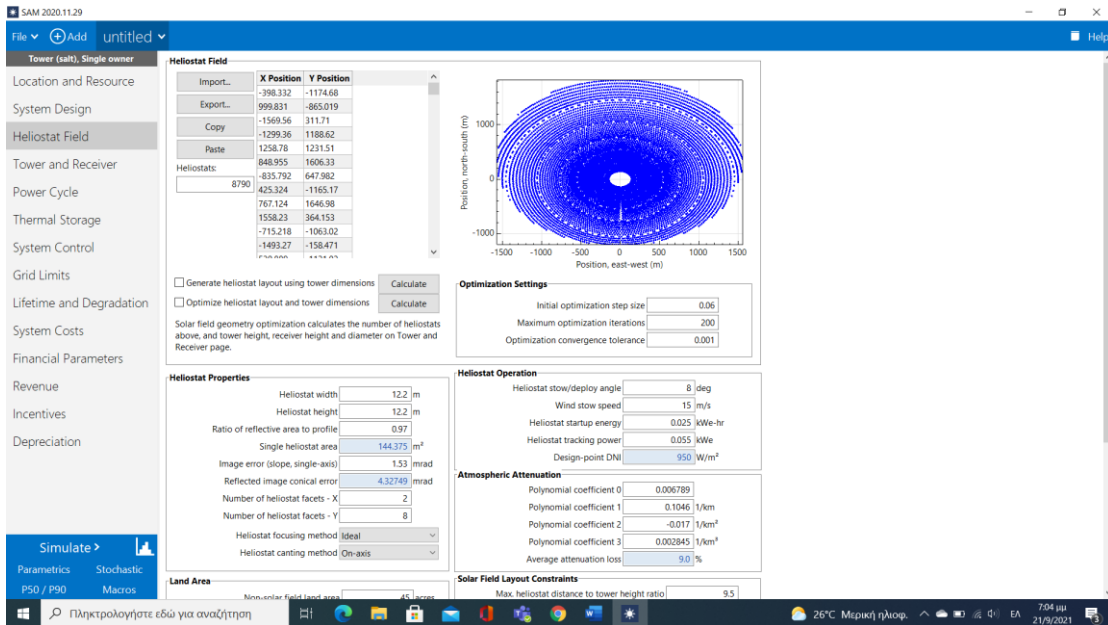 SAM 2020.11.29
File Add untitled Help
Tower (salt), Single owner
Location and Resource
System Design
Heliostat Field
Tower and Receiver
Power Cycle
Thermal Storage
System Control
Grid Limits
Lifetime and Degradation
System Costs
Financial Parameters
Revenue
Incentives
Depreciation
Simulate >
Parametrics Stochastic
P50 / P90 Macros
Heliostat Field
Import...
Export...
Copy
Paste
Heliostats:
8790
X Position Y Position
-398.332 -1174.68
999.831 -865.019
-1569.56 311.71
-1299.36 1188.62
1258.78 1231.51
848.955 1606.33
-835.792 647.982
425.324 -1165.17
767.124 1646.98
1558.23 364.153
-715.218 -1063.02
-1493.27 -158.471
Position, north-south (m)
1000
0
-1000
-1500 -1000 -500 0 500 1000 1500
Position, east-west (m)
Generate heliostat layout using tower dimensions Calculate
Optimize heliostat layout and tower dimensions Calculate
Solar field geometry optimization calculates the number of heliostats
above, and tower height, receiver height and diameter on Tower and
Receiver page.
Optimization Settings
Initial optimization step size 0.06
Maximum optimization iterations 200
Optimization convergence tolerance 0.001
Heliostat Properties
Heliostat width 12.2 m
Heliostat height 12.2 m
Ratio of reflective area to profile 0.97
Single heliostat area 144.375 m²
Image error (slope, single-axis) 1.53 mrad
Reflected image conical error 4.32749 mrad
Number of heliostat facets - X 2
Number of heliostat facets - Y 8
Heliostat focusing method Ideal
Heliostat canting method On-axis
Heliostat Operation
Heliostat stow/deploy angle 8 deg
Wind stow speed 15 m/s
Heliostat startup energy 0.025 kWe-hr
Heliostat tracking power 0.055 kWe
Design-point DNI 950 W/m²
Atmospheric Attenuation
Polynomial coefficient 0 0.006789
Polynomial coefficient 1 0.1046 1/km
Polynomial coefficient 2 -0.017 1/km²
Polynomial coefficient 3 0.002845 1/km³
Average attenuation loss 9.0 %
Land Area
Non-solar field land area 45 acres
Solar Field Layout Constraints
Max. heliostat distance to tower height ratio 9.5
Πληκτρολογήστε εδώ για αναζήτηση
26°C Μερική ηλιοφ. ΕΛ
7:04 μμ
21/9/2021
3